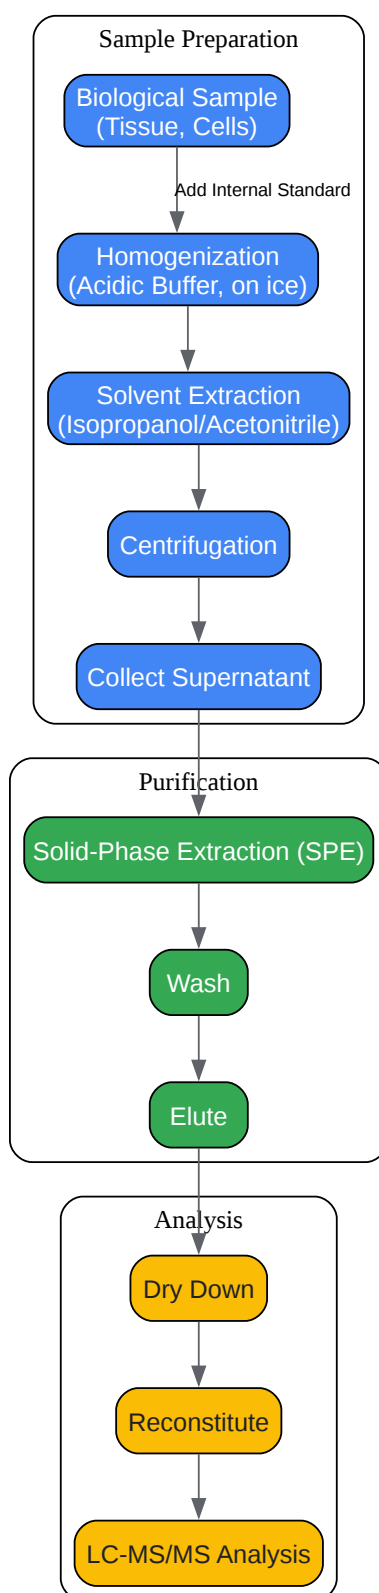 Sample Preparation
Biological Sample
(Tissue, Cells)
Add Internal Standard
Homogenization
(Acidic Buffer, on ice)
Solvent Extraction
(Isopropanol/Acetonitrile)
Centrifugation
Collect Supernatant
Purification
Solid-Phase Extraction (SPE)
Wash
Elute
Analysis
Dry Down
Reconstitute
LC-MS/MS Analysis